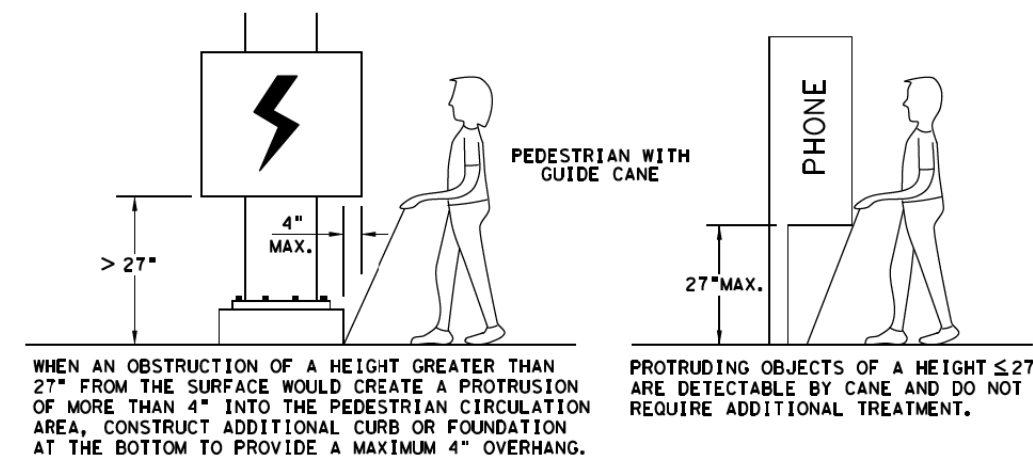 4"
MAX.
> 27"
PEDESTRIAN WITH
GUIDE CANE
WHEN AN OBSTRUCTION OF A HEIGHT GREATER THAN
27" FROM THE SURFACE WOULD CREATE A PROTRUSION
OF MORE THAN 4" INTO THE PEDESTRIAN CIRCULATION
AREA, CONSTRUCT ADDITIONAL CURB OR FOUNDATION
AT THE BOTTOM TO PROVIDE A MAXIMUM 4" OVERHANG.
PHONE
27"MAX.
PROTRUDING OBJECTS OF A HEIGHT ≤27
ARE DETECTABLE BY CANE AND DO NOT
REQUIRE ADDITIONAL TREATMENT.